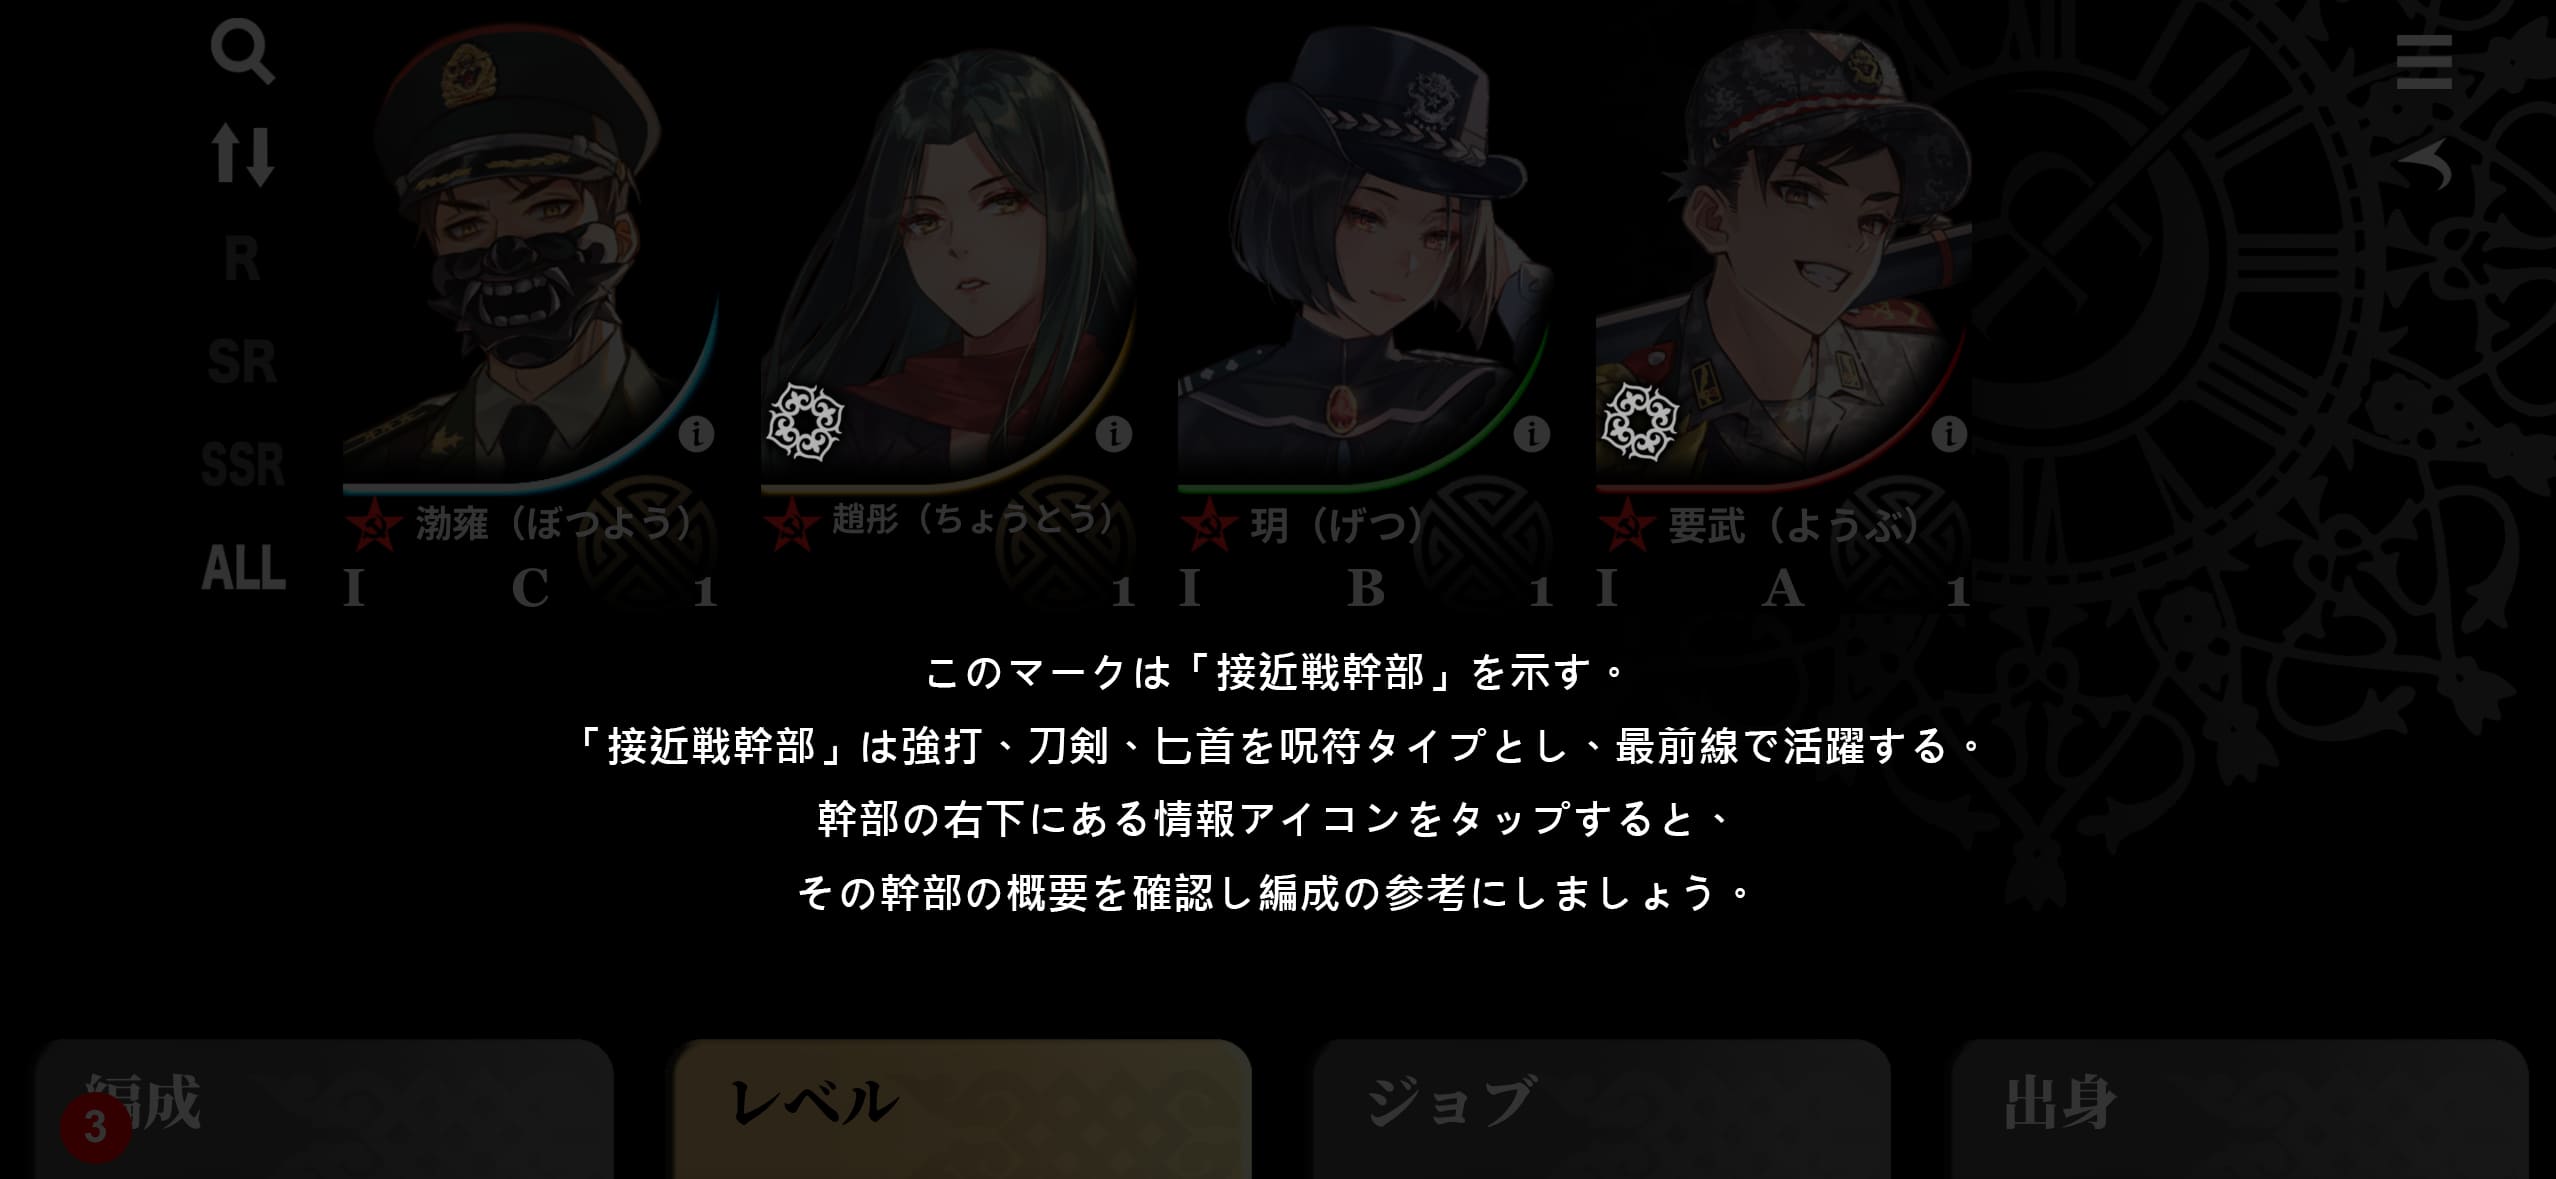 R
SR
SSR
ALL
渤雍（ぼつよう）
I C 1
趙彤（ちょうとう）
1
玥（げつ）
I B 1
要武（ようぶ）
I A 1
このマークは「接近戦幹部」を示す。
「接近戦幹部」は強打、刀剣、匕首を呪符タイプとし、最前線で活躍する。
幹部の右下にある情報アイコンをタップすると、
その幹部の概要を確認し編成の参考にしましょう。
編成
3
レベル
ジョブ
出身